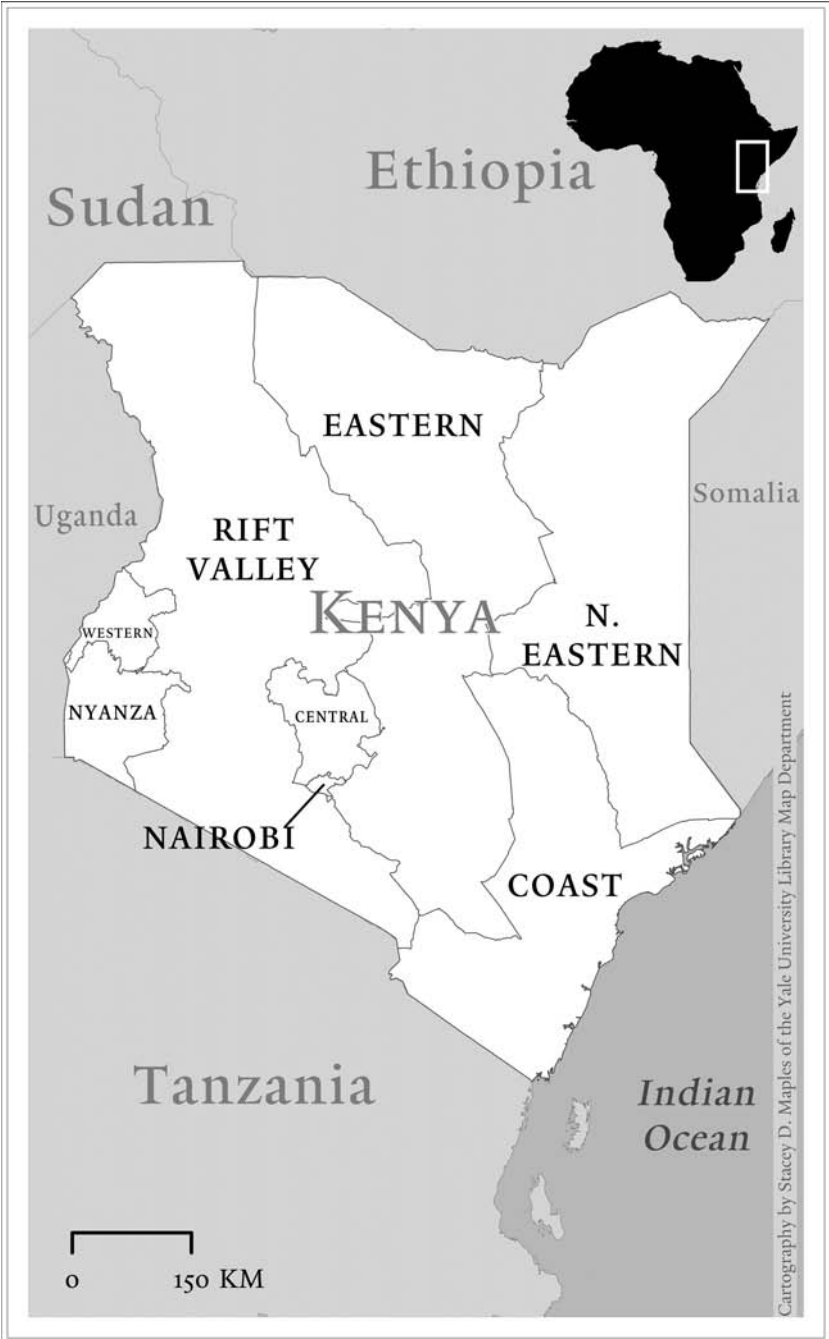 Ethiopia
Sudan
EASTERN
Somalia
Uganda
RIFT
VALLEY
KENYA
N.
EASTERN
WESTERN
NYANZA
CENTRAL
NAIROBI
COAST
Tanzania
Indian
Ocean
0 150 KM
Cartography by Stacey D. Maples of the Yale University Library Map Department